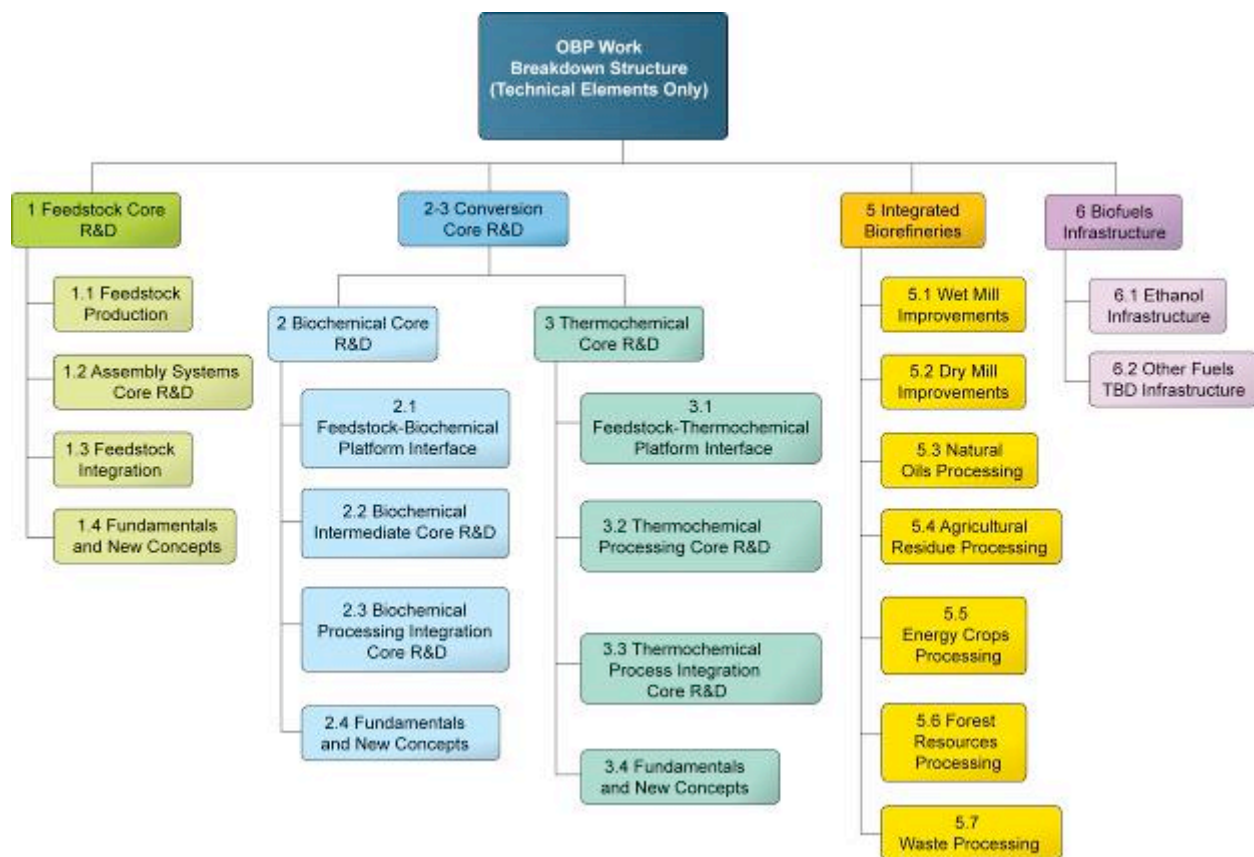 OBP Work
Breakdown Structure
(Technical Elements Only)
1 Feedstock Core
R&D
1.1 Feedstock
Production
1.2 Assembly Systems
Core R&D
1.3 Feedstock
Integration
1.4 Fundamentals
and New Concepts
2-3 Conversion
Core R&D
2 Biochemical Core
R&D
2.1
Feedstock-Biochemical
Platform Interface
2.2 Biochemical
Intermediate Core R&D
2.3 Biochemical
Processing Integration
Core R&D
2.4 Fundamentals
and New Concepts
3 Thermochemical
Core R&D
3.1
Feedstock-Thermochemical
Platform Interface
3.2 Thermochemical
Processing Core R&D
3.3 Thermochemical
Process Integration
Core R&D
3.4 Fundamentals
and New Concepts
5 Integrated
Biorefineries
5.1 Wet Mill
Improvements
5.2 Dry Mill
Improvements
5.3 Natural
Oils Processing
5.4 Agricultural
Residue Processing
5.5
Energy Crops
Processing
5.6 Forest
Resources
Processing
5.7
Waste Processing
6 Biofuels
Infrastructure
6.1 Ethanol
Infrastructure
6.2 Other Fuels
TBD Infrastructure